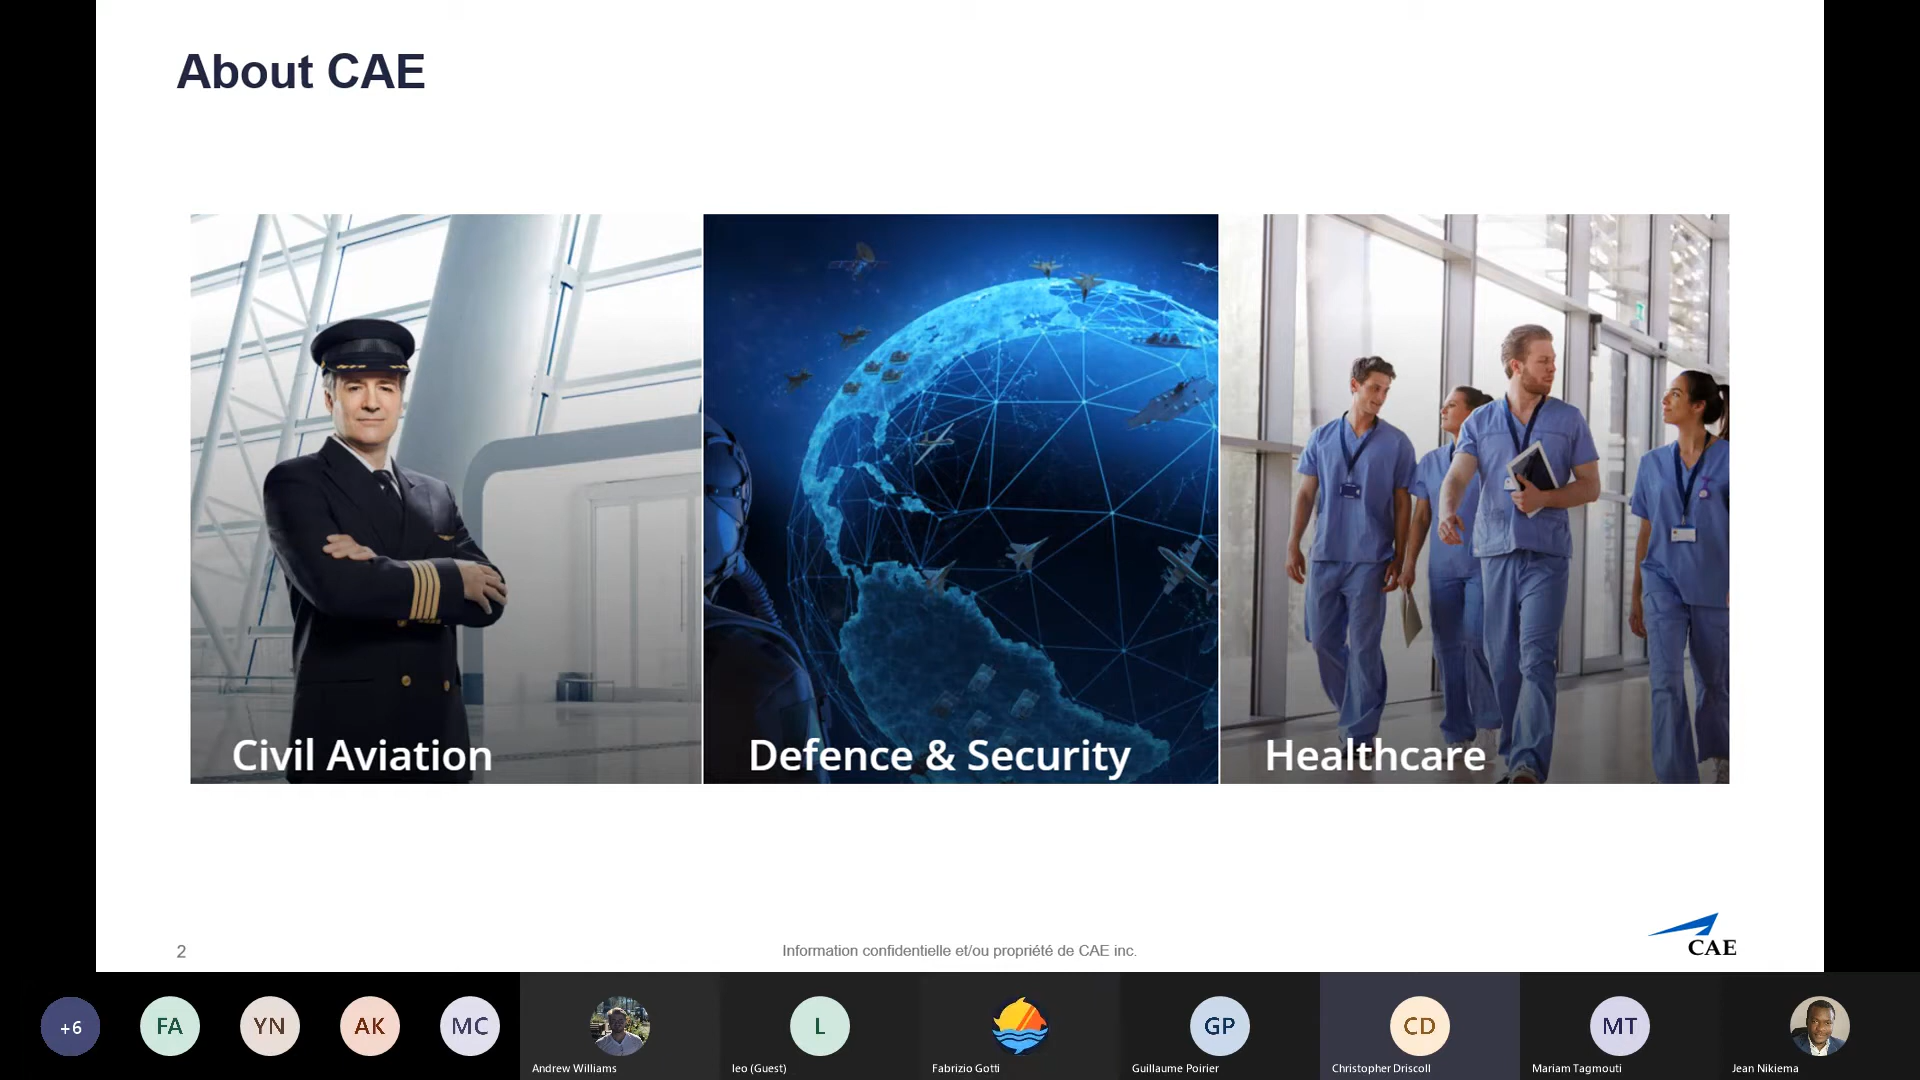 About CAE
Civil Aviation
Defence & Security
Healthcare
2
Information confidentielle et/ou propriété de CAE inc.
CAE
+6
FA
YN
AK
MC
L
GP
CD
MT
Andrew Williams
leo (Guest)
Fabrizio Gotti
Guillaume Poirier
Christopher Driscoll
Mariam Tagmouti
Jean Nikiema